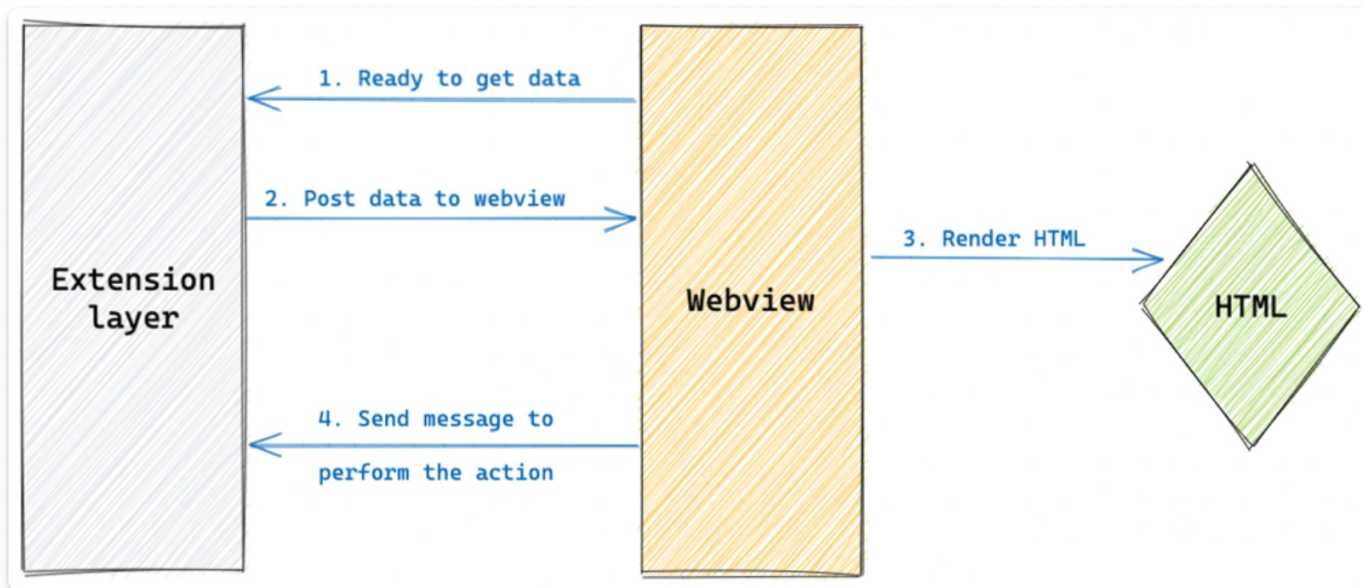 1. Ready to get data
2. Post data to webview
3. Render HTML
Extension
layer
Webview
HTML
4. Send message to
perform the action